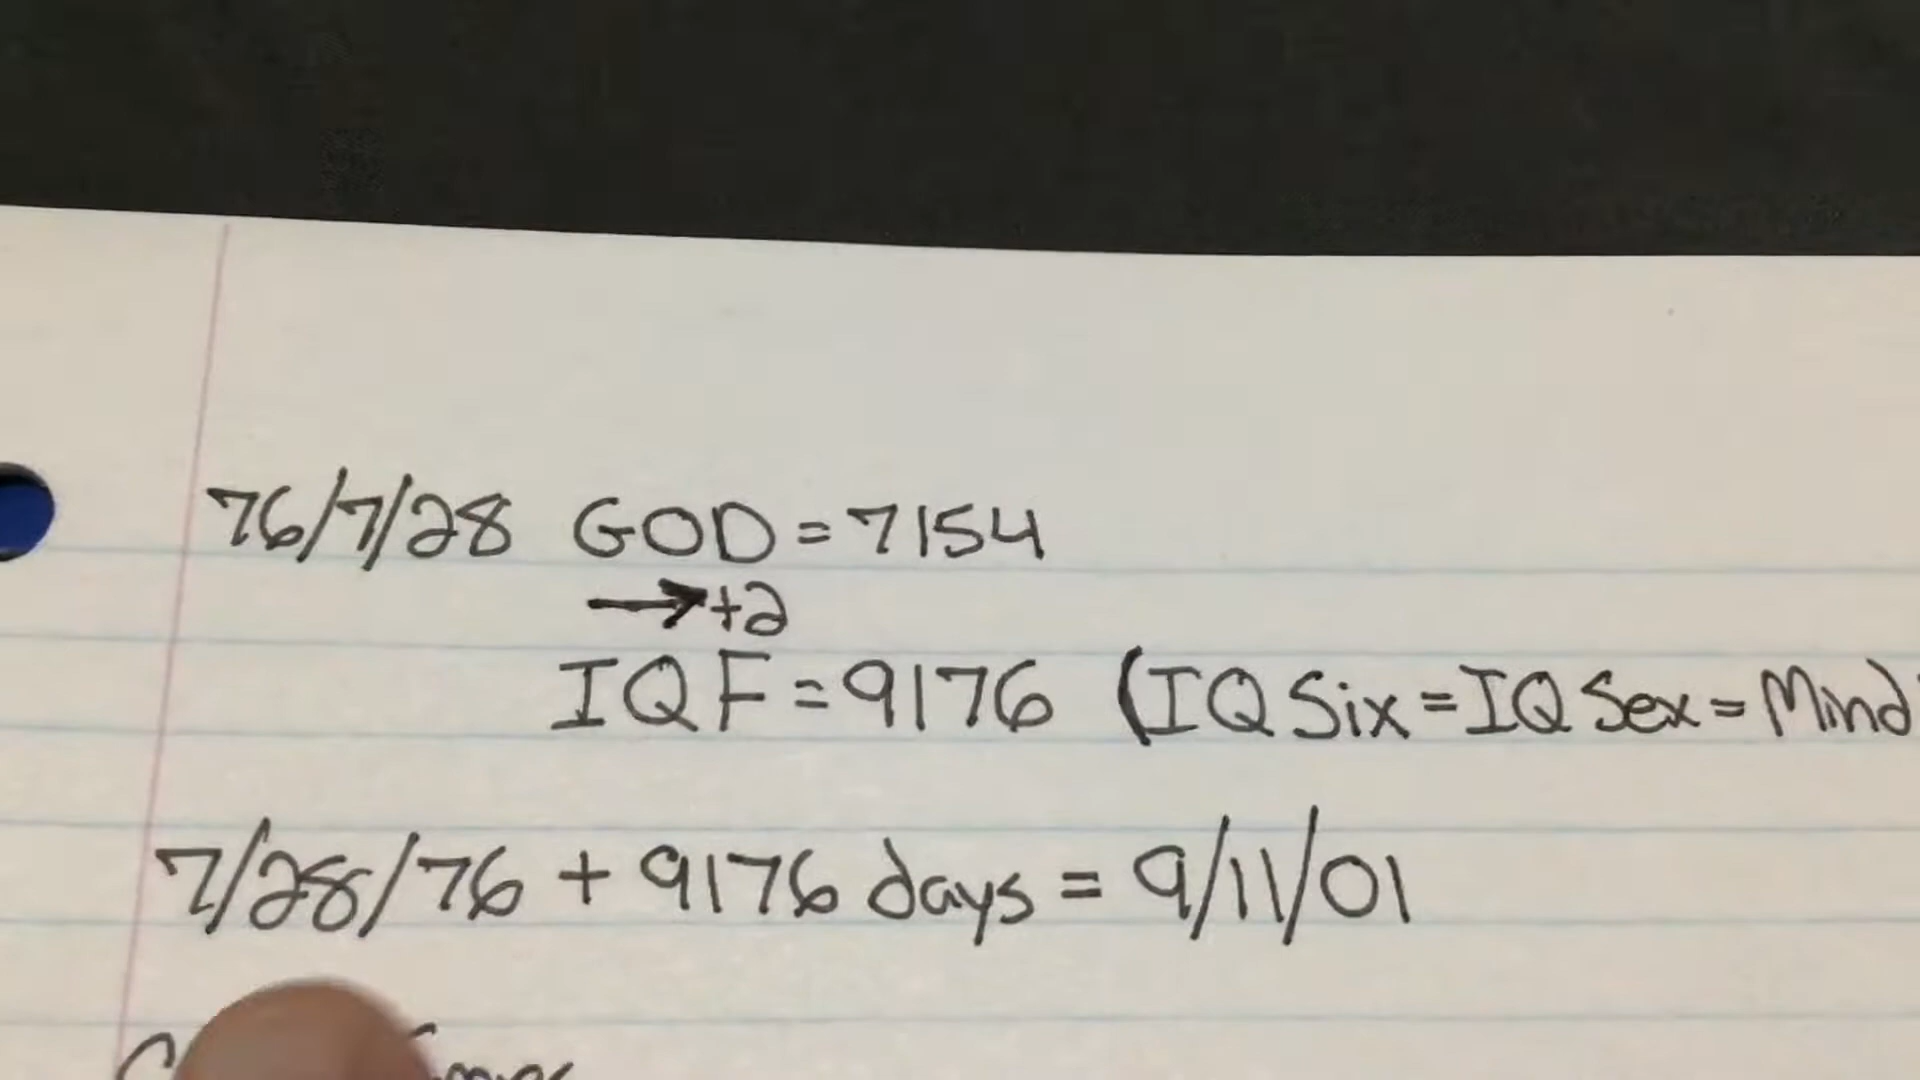 76/7/28 GOD = 7154
→+2
IQF = 9176 (IQ Six = IQ Sex = Mind
7/28/76 + 9176 days = 9/11/01